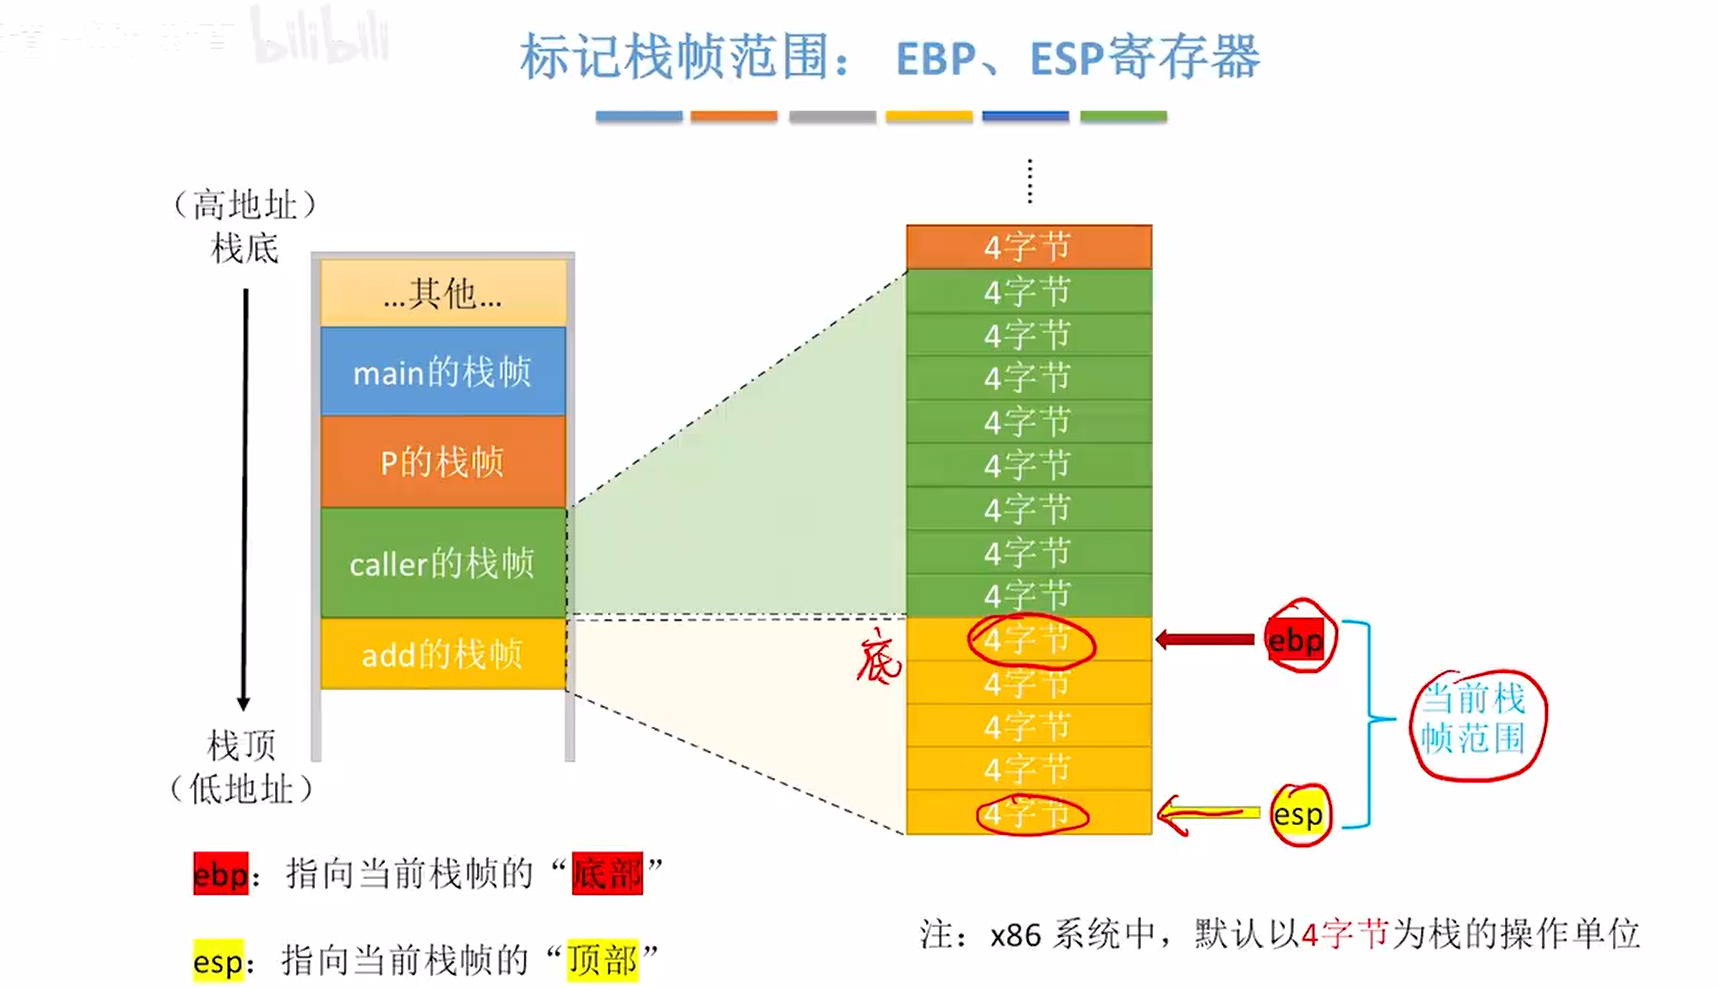 bilibili
标记栈帧范围： EBP、ESP寄存器
（高地址）
栈底
栈顶
（低地址）
...其他...
main的栈帧
P的栈帧
caller的栈帧
add的栈帧
4字节
4字节
4字节
4字节
4字节
4字节
4字节
4字节
4字节
4字节
4字节
4字节
4字节
4字节
底
ebp
esp
当前栈
帧范围
ebp：指向当前栈帧的“底部”
esp：指向当前栈帧的“顶部”
注：x86 系统中，默认以4字节为栈的操作单位